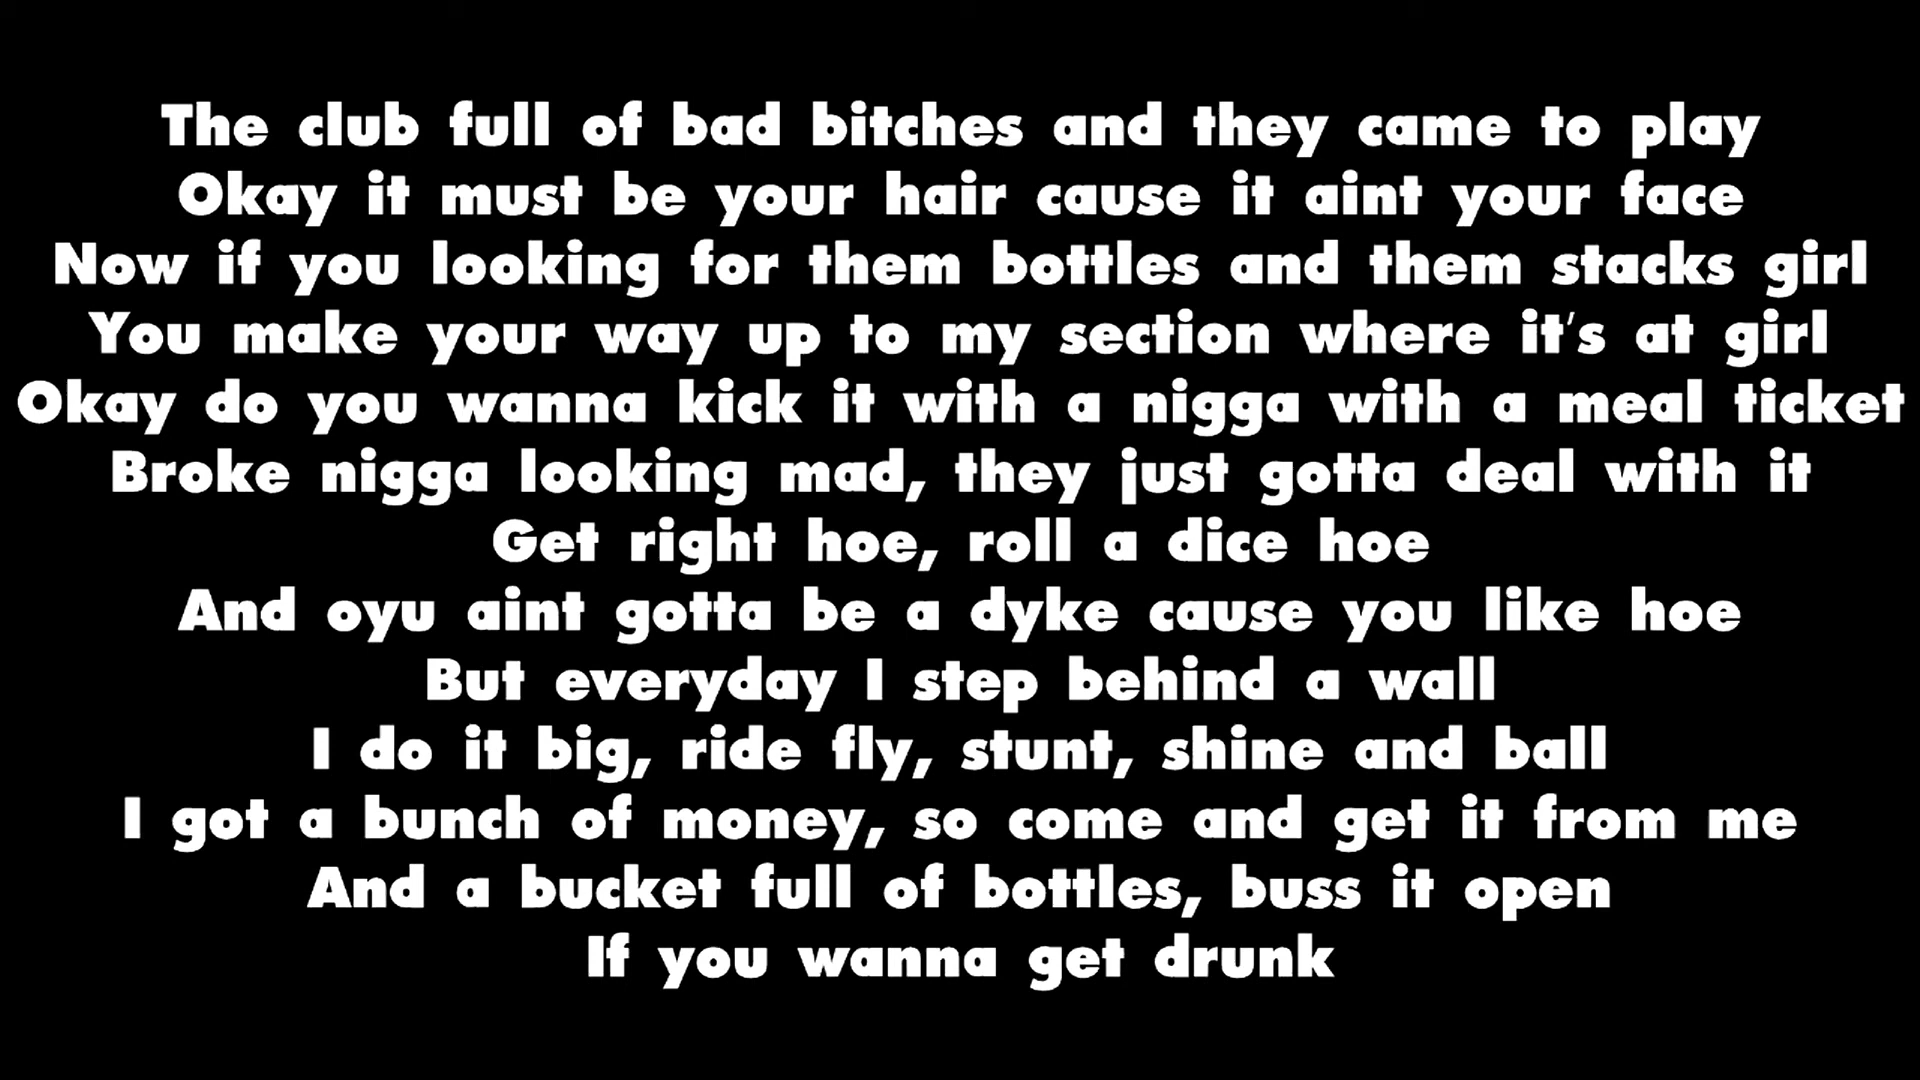 The club full of bad bitches and they came to play
Okay it must be your hair cause it aint your face
Now if you looking for them bottles and them stacks girl
You make your way up to my section where it's at girl
Okay do you wanna kick it with a nigga with a meal ticket
Broke nigga looking mad, they just gotta deal with it
Get right hoe, roll a dice hoe
And oyu aint gotta be a dyke cause you like hoe
But everyday I step behind a wall
I do it big, ride fly, stunt, shine and ball
I got a bunch of money, so come and get it from me
And a bucket full of bottles, buss it open
If you wanna get drunk